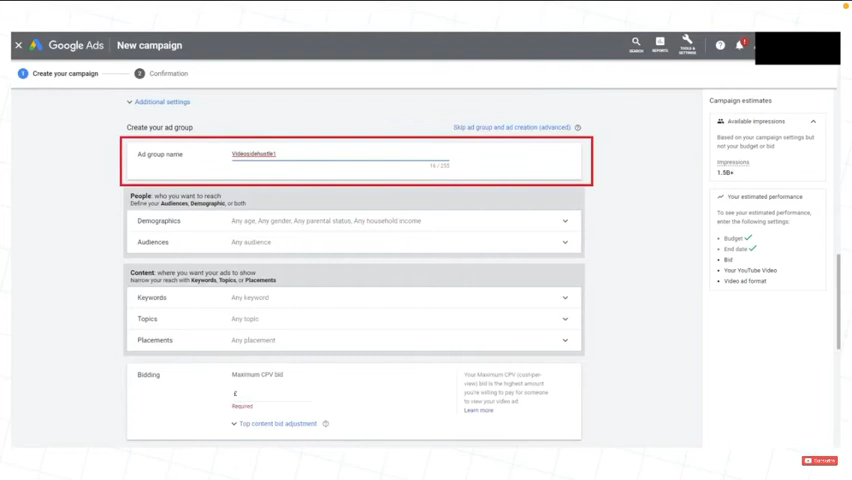 Google Ads New campaign
SEARCH
REPORTS
TOOLS & SETTINGS
1 Create your campaign 2 Confirmation
Additional settings
Create your ad group
Skip ad group and ad creation (advanced)
Ad group name
Videosidehustle1
16 / 255
People: who you want to reach
Define your Audiences, Demographic, or both
Demographics Any age, Any gender, Any parental status, Any household income
Audiences Any audience
Content: where you want your ads to show
Narrow your reach with Keywords, Topics, or Placements
Keywords Any keyword
Topics Any topic
Placements Any placement
Bidding
Maximum CPV bid
£
Required
Top content bid adjustment
Your Maximum CPV (cost-per-
view) bid is the highest amount
you're willing to pay for someone
to view your video ad
Learn more
Campaign estimates
Available impressions
Based on your campaign settings but
not your budget or bid
Impressions
1.5B+
Your estimated performance
To see your estimated performance,
enter the following settings:
Budget
End date
Bid
Your YouTube Video
Video ad format